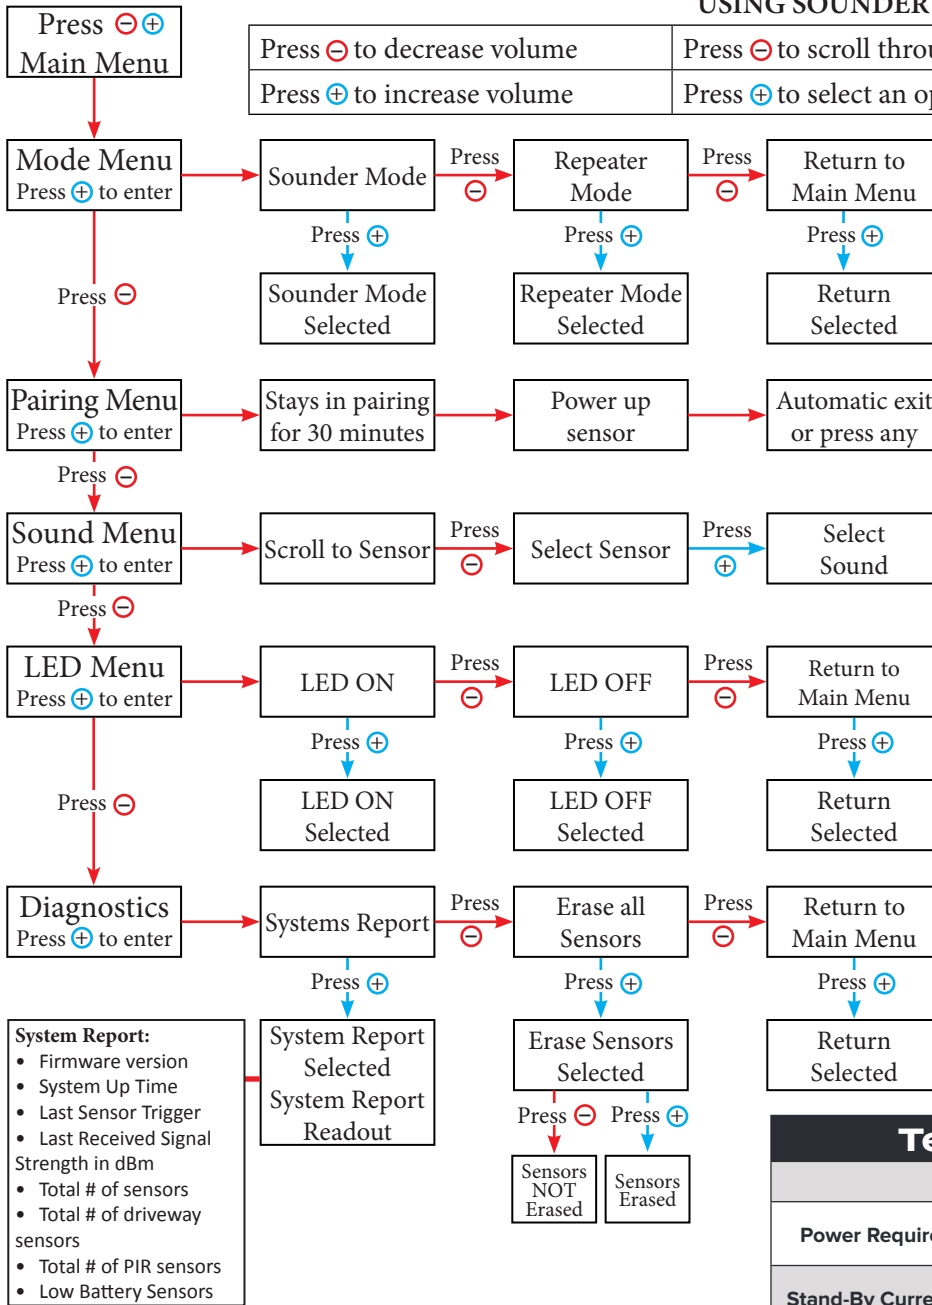 USING SOUNDER
Press ⊖ ⊕
Main Menu
Press ⊖ to decrease volume
Press ⊖ to scroll
Press ⊕ to increase volume
Press ⊕ to select an
Mode Menu
Press ⊕ to enter
Sounder Mode
Press
⊖
Repeater
Mode
Press
⊖
Return to
Main Menu
Press ⊕
Press ⊕
Press ⊕
Sounder Mode
Selected
Repeater Mode
Selected
Return
Selected
Press ⊖
Pairing Menu
Press ⊕ to enter
Stays in pairing
for 30 minutes
Power up
sensor
Automatic exit
or press any
Press ⊖
Sound Menu
Press ⊕ to enter
Scroll to Sensor
Press
⊖
Select Sensor
Press
⊕
Select
Sound
Press ⊖
LED Menu
Press ⊕ to enter
LED ON
Press
⊖
LED OFF
Press
⊖
Return to
Main Menu
Press ⊕
Press ⊕
Press ⊕
LED ON
Selected
LED OFF
Selected
Return
Selected
Press ⊖
Diagnostics
Press ⊕ to enter
Systems Report
Press
⊖
Erase all
Sensors
Press
⊖
Return to
Main Menu
Press ⊕
Press ⊕
Press ⊕
System Report
Selected
System Report
Readout
Erase Sensors
Selected
Return
Selected
Press ⊖
Press ⊕
Sensors
NOT
Erased
Sensors
Erased
System Report:
• Firmware version
• System Up Time
• Last Sensor Trigger
• Last Received Signal
Strength in dBm
• Total # of sensors
• Total # of driveway
sensors
• Total # of PIR sensors
• Low Battery Sensors
Power
Stand-By